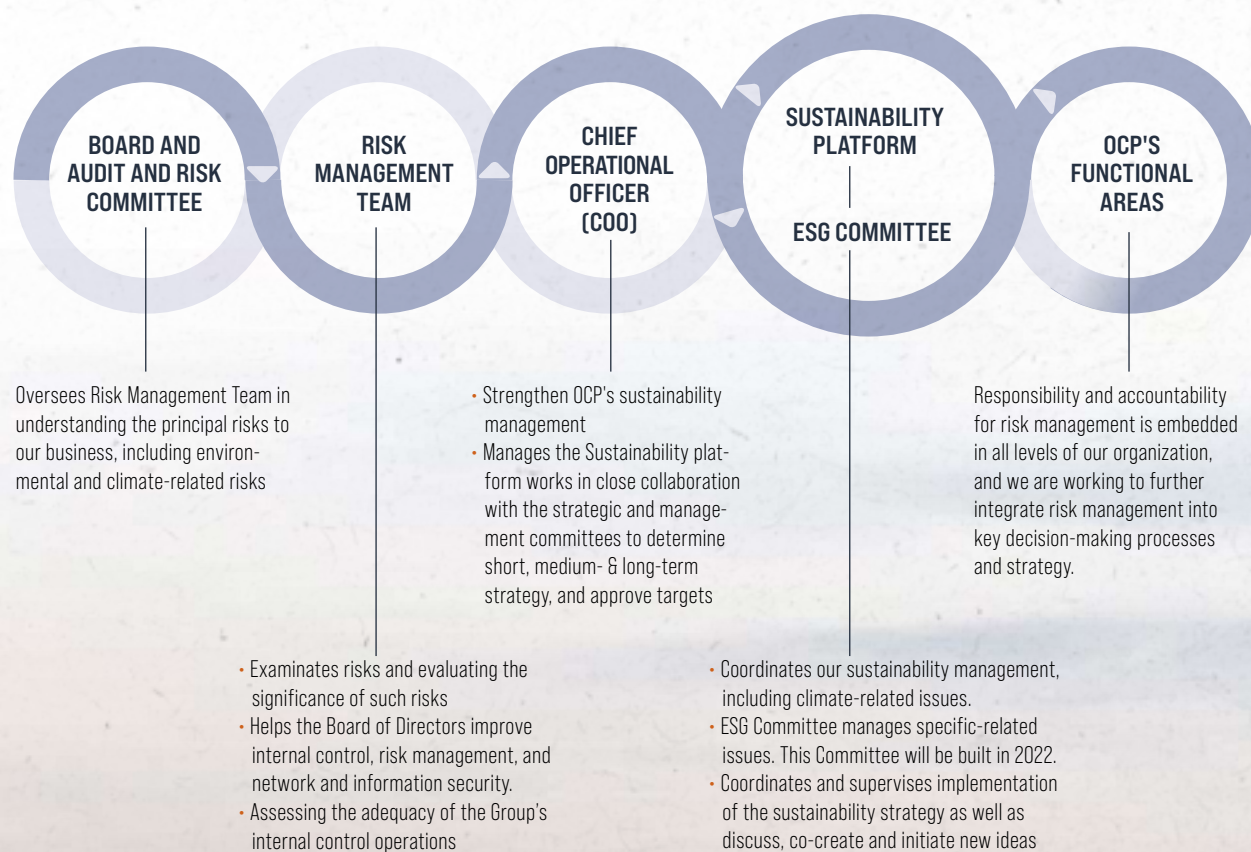 BOARD AND
AUDIT AND RISK
COMMITTEE
RISK
MANAGEMENT
TEAM
CHIEF
OPERATIONAL
OFFICER
(COO)
SUSTAINABILITY
PLATFORM
ESG COMMITTEE
OCP'S
FUNCTIONAL
AREAS
Oversees Risk Management Team in
understanding the principal risks to
our business, including environ-
mental and climate-related risks
• Strengthen OCP's sustainability
management
• Manages the Sustainability plat-
form works in close collaboration
with the strategic and manage-
ment committees to determine
short, medium- & long-term
strategy, and approve targets
Responsibility and accountability
for risk management is embedded
in all levels of our organization,
and we are working to further
integrate risk management into
key decision-making processes
and strategy.
• Examinates risks and evaluating the
significance of such risks
• Helps the Board of Directors improve
internal control, risk management, and
network and information security.
• Assessing the adequacy of the Group's
internal control operations
• Coordinates our sustainability management,
including climate-related issues.
• ESG Committee manages specific-related
issues. This Committee will be built in 2022.
• Coordinates and supervises implementation
of the sustainability strategy as well as
discuss, co-create and initiate new ideas